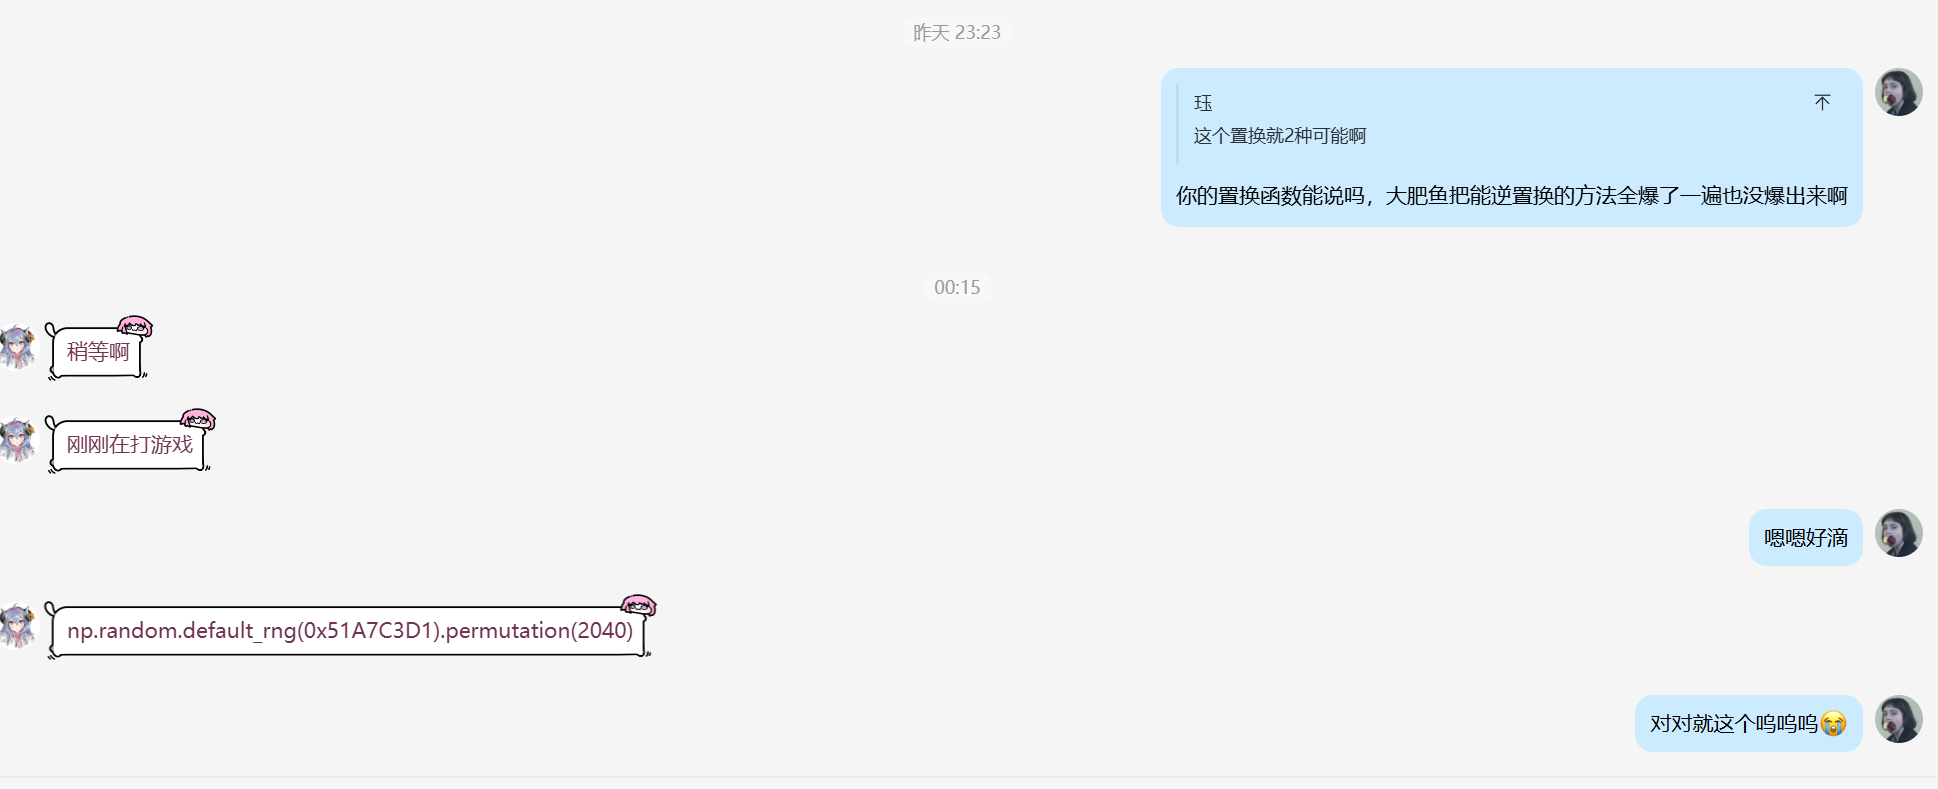 昨天 23:23
珏
这个置换就2种可能啊
你的置换函数能说吗，大肥鱼把能逆置换的方法全爆了一遍也没爆出来啊
00:15
稍等啊
刚刚在打游戏
嗯嗯好滴
np.random.default_rng(0x51A7C3D1).permutation(2040)
对对就这个呜呜呜😭